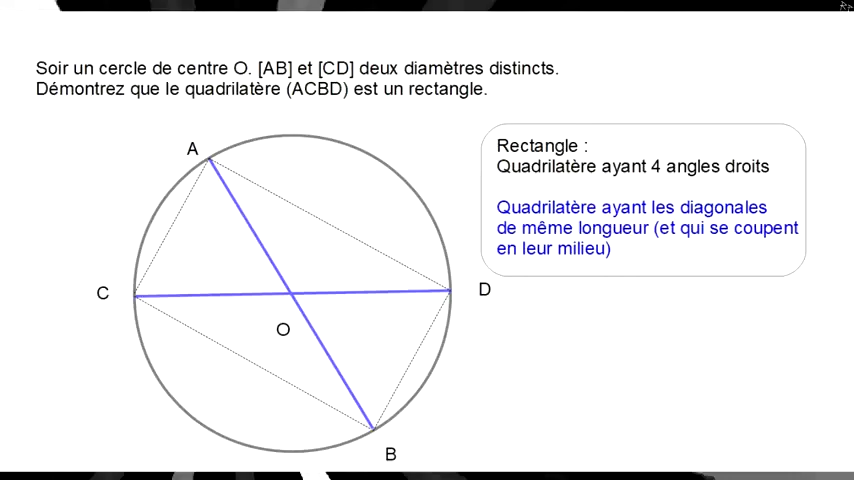 Soir un cercle de centre O. [AB] et [CD] deux diamètres distincts.
Démontrez que le quadrilatère (ACBD) est un rectangle.
Rectangle :
Quadrilatère ayant 4 angles droits
Quadrilatère ayant les diagonales
de même longueur (et qui se coupent
en leur milieu)
A
C
D
O
B